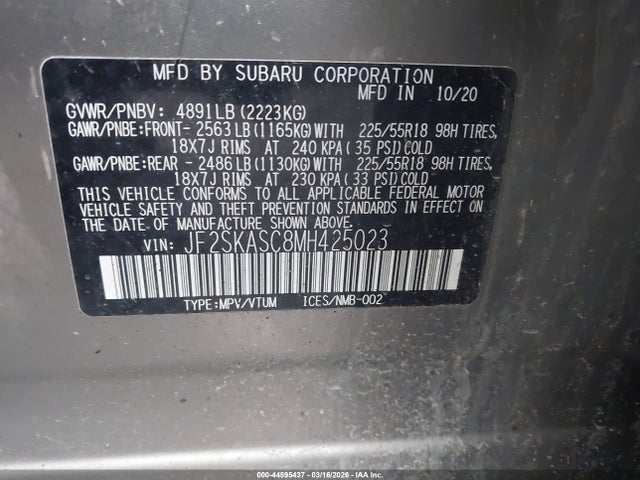 MFD BY SUBARU CORPORATION
MFD IN 10/20
GVWR/PNBV: 4891LB (2223KG)
GAWR/PNBE:FRONT- 2563 LB (1165KG) WITH 225/55R18 98H TIRES,
18X7J RIMS AT 240 KPA (35 PSI) COLD
GAWR/PNBE:REAR - 2486 LB (1130KG) WITH 225/55R18 98H TIRES,
18X7J RIMS AT 230 KPA (33 PSI) COLD
THIS VEHICLE CONFORMS TO ALL APPLICABLE FEDERAL MOTOR
VEHICLE SAFETY AND THEFT PREVENTION STANDARDS IN EFFECT ON
THE DATE OF MANUFACTURE SHOWN ABOVE.
VIN: JF2SKASC8MH425023
TYPE:MPV/VTUM ICES/NMB-002
000-44595437 - 03/16/2026 - COPYRIGHT IAA, INC.